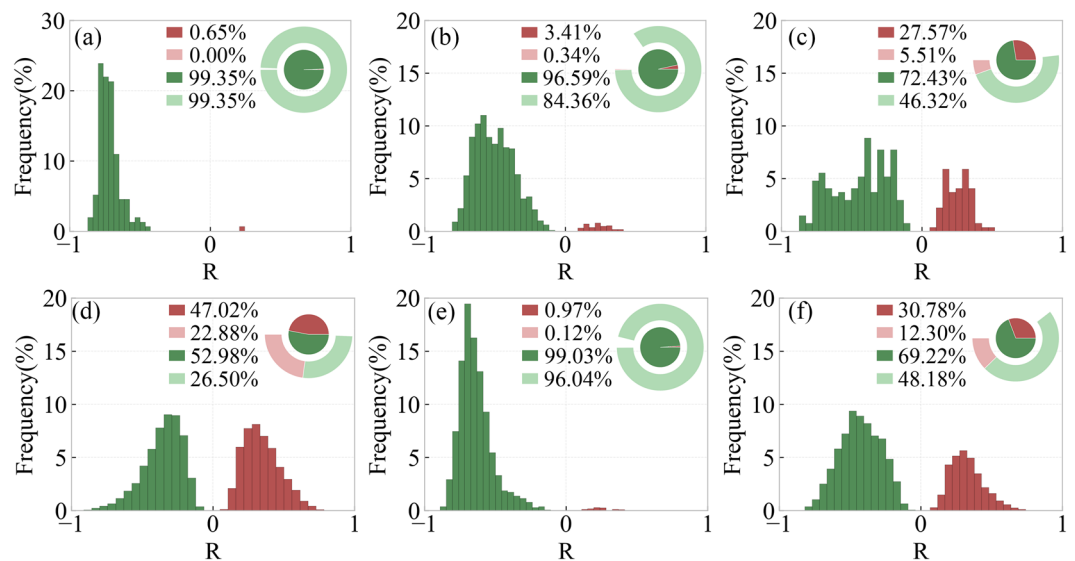 (a)
0.65%
0.00%
99.35%
99.35%
Frequency(%)
30
20
10
0
−1 0 1
R
(b)
3.41%
0.34%
96.59%
84.36%
Frequency(%)
20
15
10
5
0
−1 0 1
R
(c)
27.57%
5.51%
72.43%
46.32%
Frequency(%)
20
15
10
5
0
−1 0 1
R
(d)
47.02%
22.88%
52.98%
26.50%
Frequency(%)
20
15
10
5
0
−1 0 1
R
(e)
0.97%
0.12%
99.03%
96.04%
Frequency(%)
20
15
10
5
0
−1 0 1
R
(f)
30.78%
12.30%
69.22%
48.18%
Frequency(%)
20
15
10
5
0
−1 0 1
R